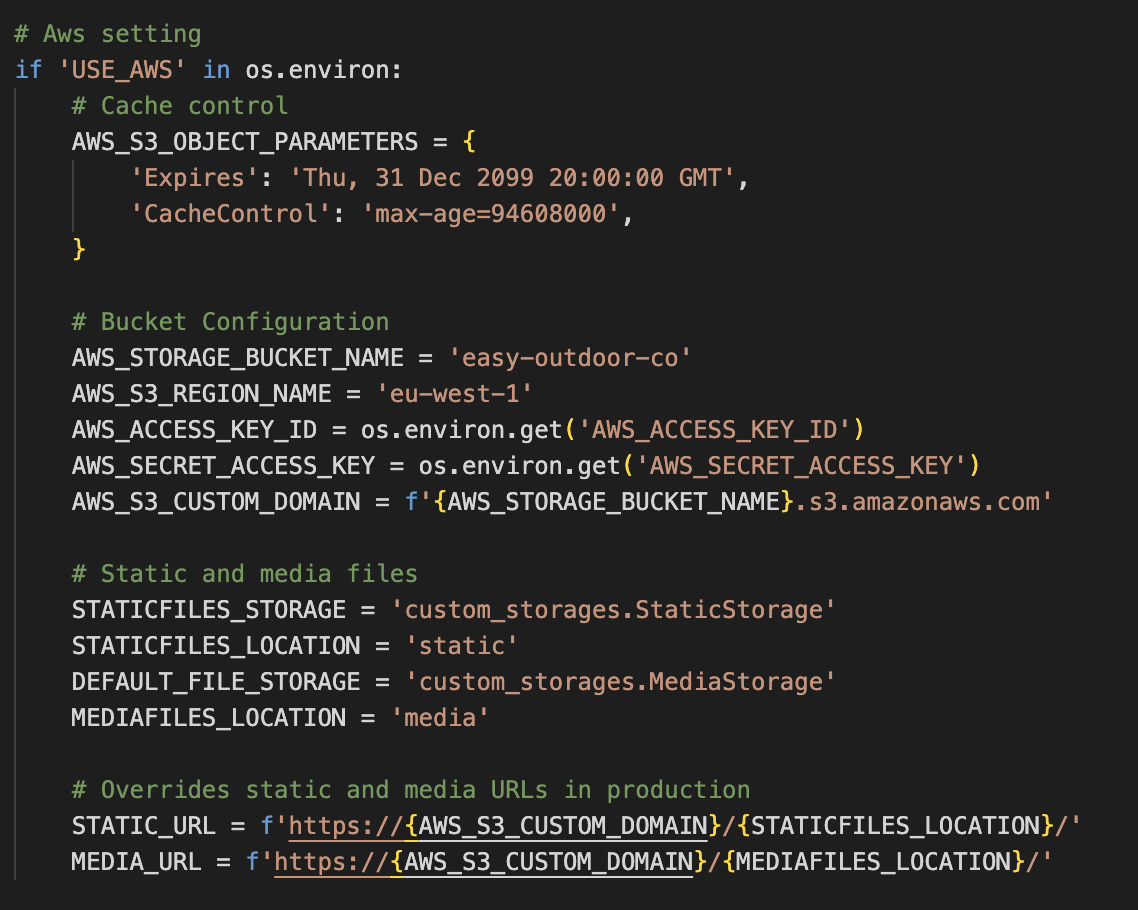 # Aws setting
if 'USE_AWS' in os.environ:
    # Cache control
    AWS_S3_OBJECT_PARAMETERS = {
        'Expires': 'Thu, 31 Dec 2099 20:00:00 GMT',
        'CacheControl': 'max-age=94608000',
    }

    # Bucket Configuration
    AWS_STORAGE_BUCKET_NAME = 'easy-outdoor-co'
    AWS_S3_REGION_NAME = 'eu-west-1'
    AWS_ACCESS_KEY_ID = os.environ.get('AWS_ACCESS_KEY_ID')
    AWS_SECRET_ACCESS_KEY = os.environ.get('AWS_SECRET_ACCESS_KEY')
    AWS_S3_CUSTOM_DOMAIN = f'{AWS_STORAGE_BUCKET_NAME}.s3.amazonaws.com'

    # Static and media files
    STATICFILES_STORAGE = 'custom_storages.StaticStorage'
    STATICFILES_LOCATION = 'static'
    DEFAULT_FILE_STORAGE = 'custom_storages.MediaStorage'
    MEDIAFILES_LOCATION = 'media'

    # Overrides static and media URLs in production
    STATIC_URL = f'https://{AWS_S3_CUSTOM_DOMAIN}/{STATICFILES_LOCATION}/'
    MEDIA_URL = f'https://{AWS_S3_CUSTOM_DOMAIN}/{MEDIAFILES_LOCATION}/'